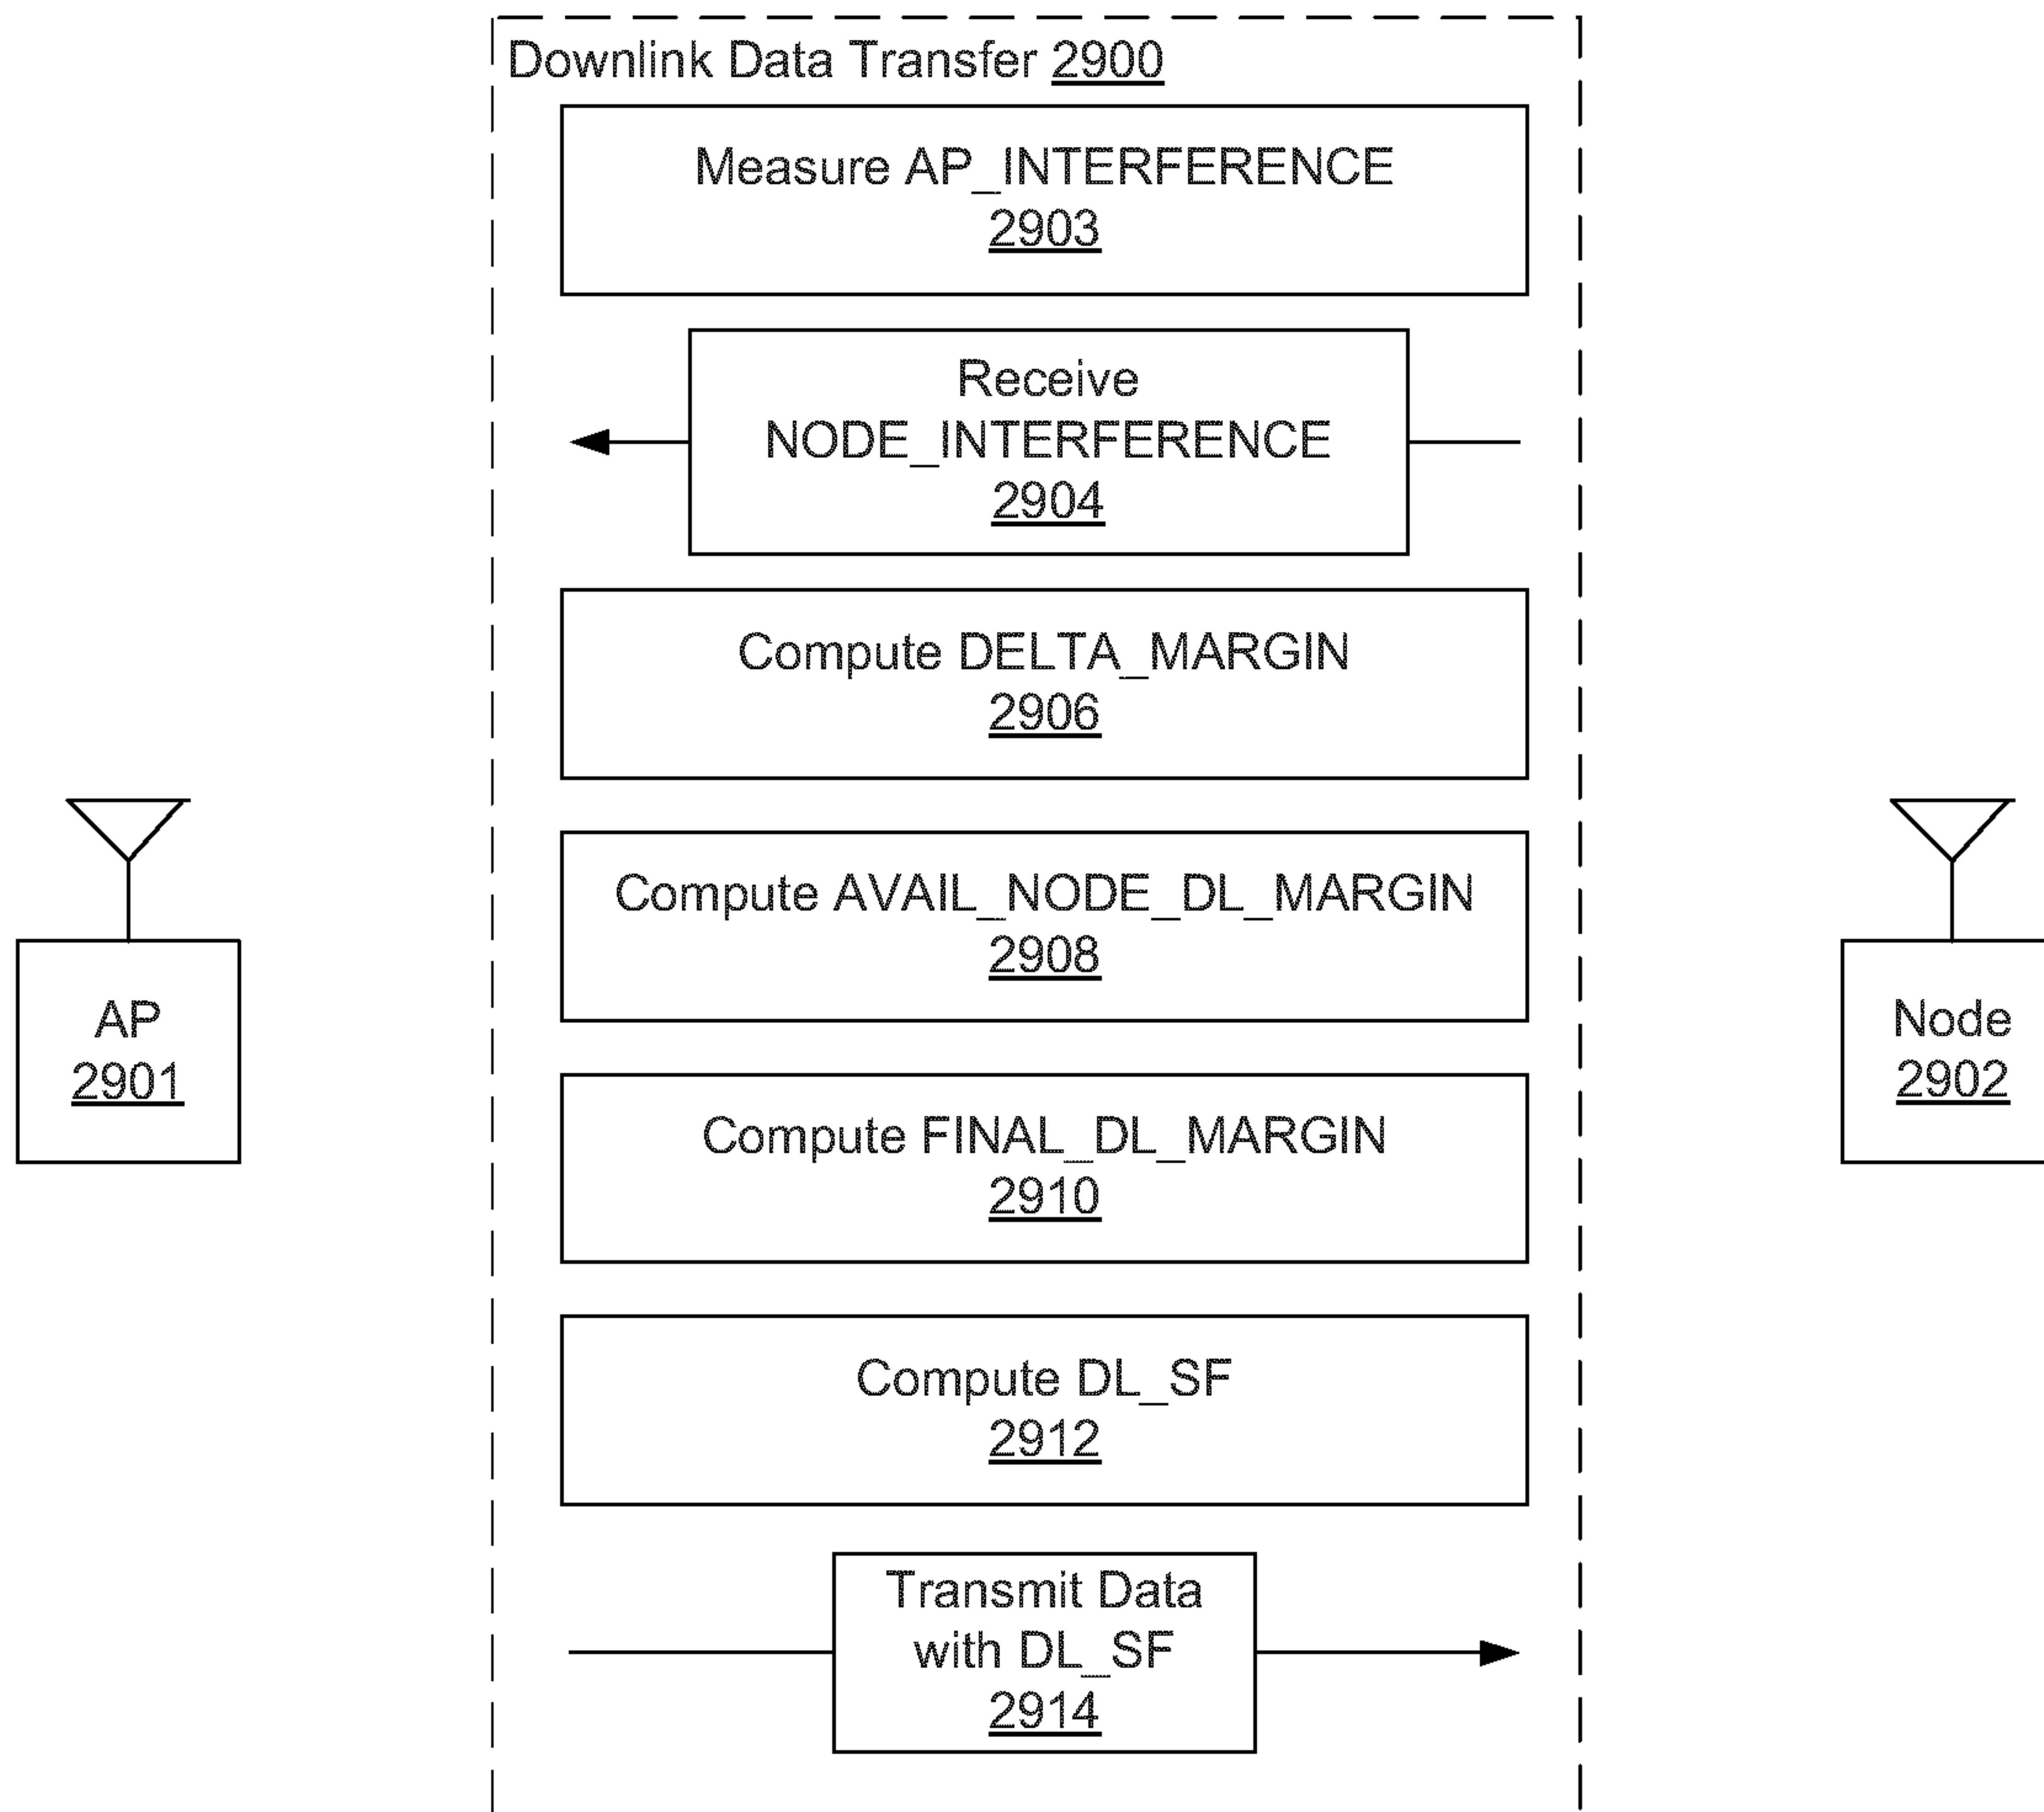 Downlink Data Transfer 2900
Measure AP_INTERFERENCE
2903
Receive
NODE_INTERFERENCE
2904
Compute DELTA_MARGIN
2906
Compute AVAIL_NODE_DL_MARGIN
2908
AP
2901
Node
2902
Compute FINAL_DL_MARGIN
2910
Compute DL_SF
2912
Transmit Data
with DL_SF
2914